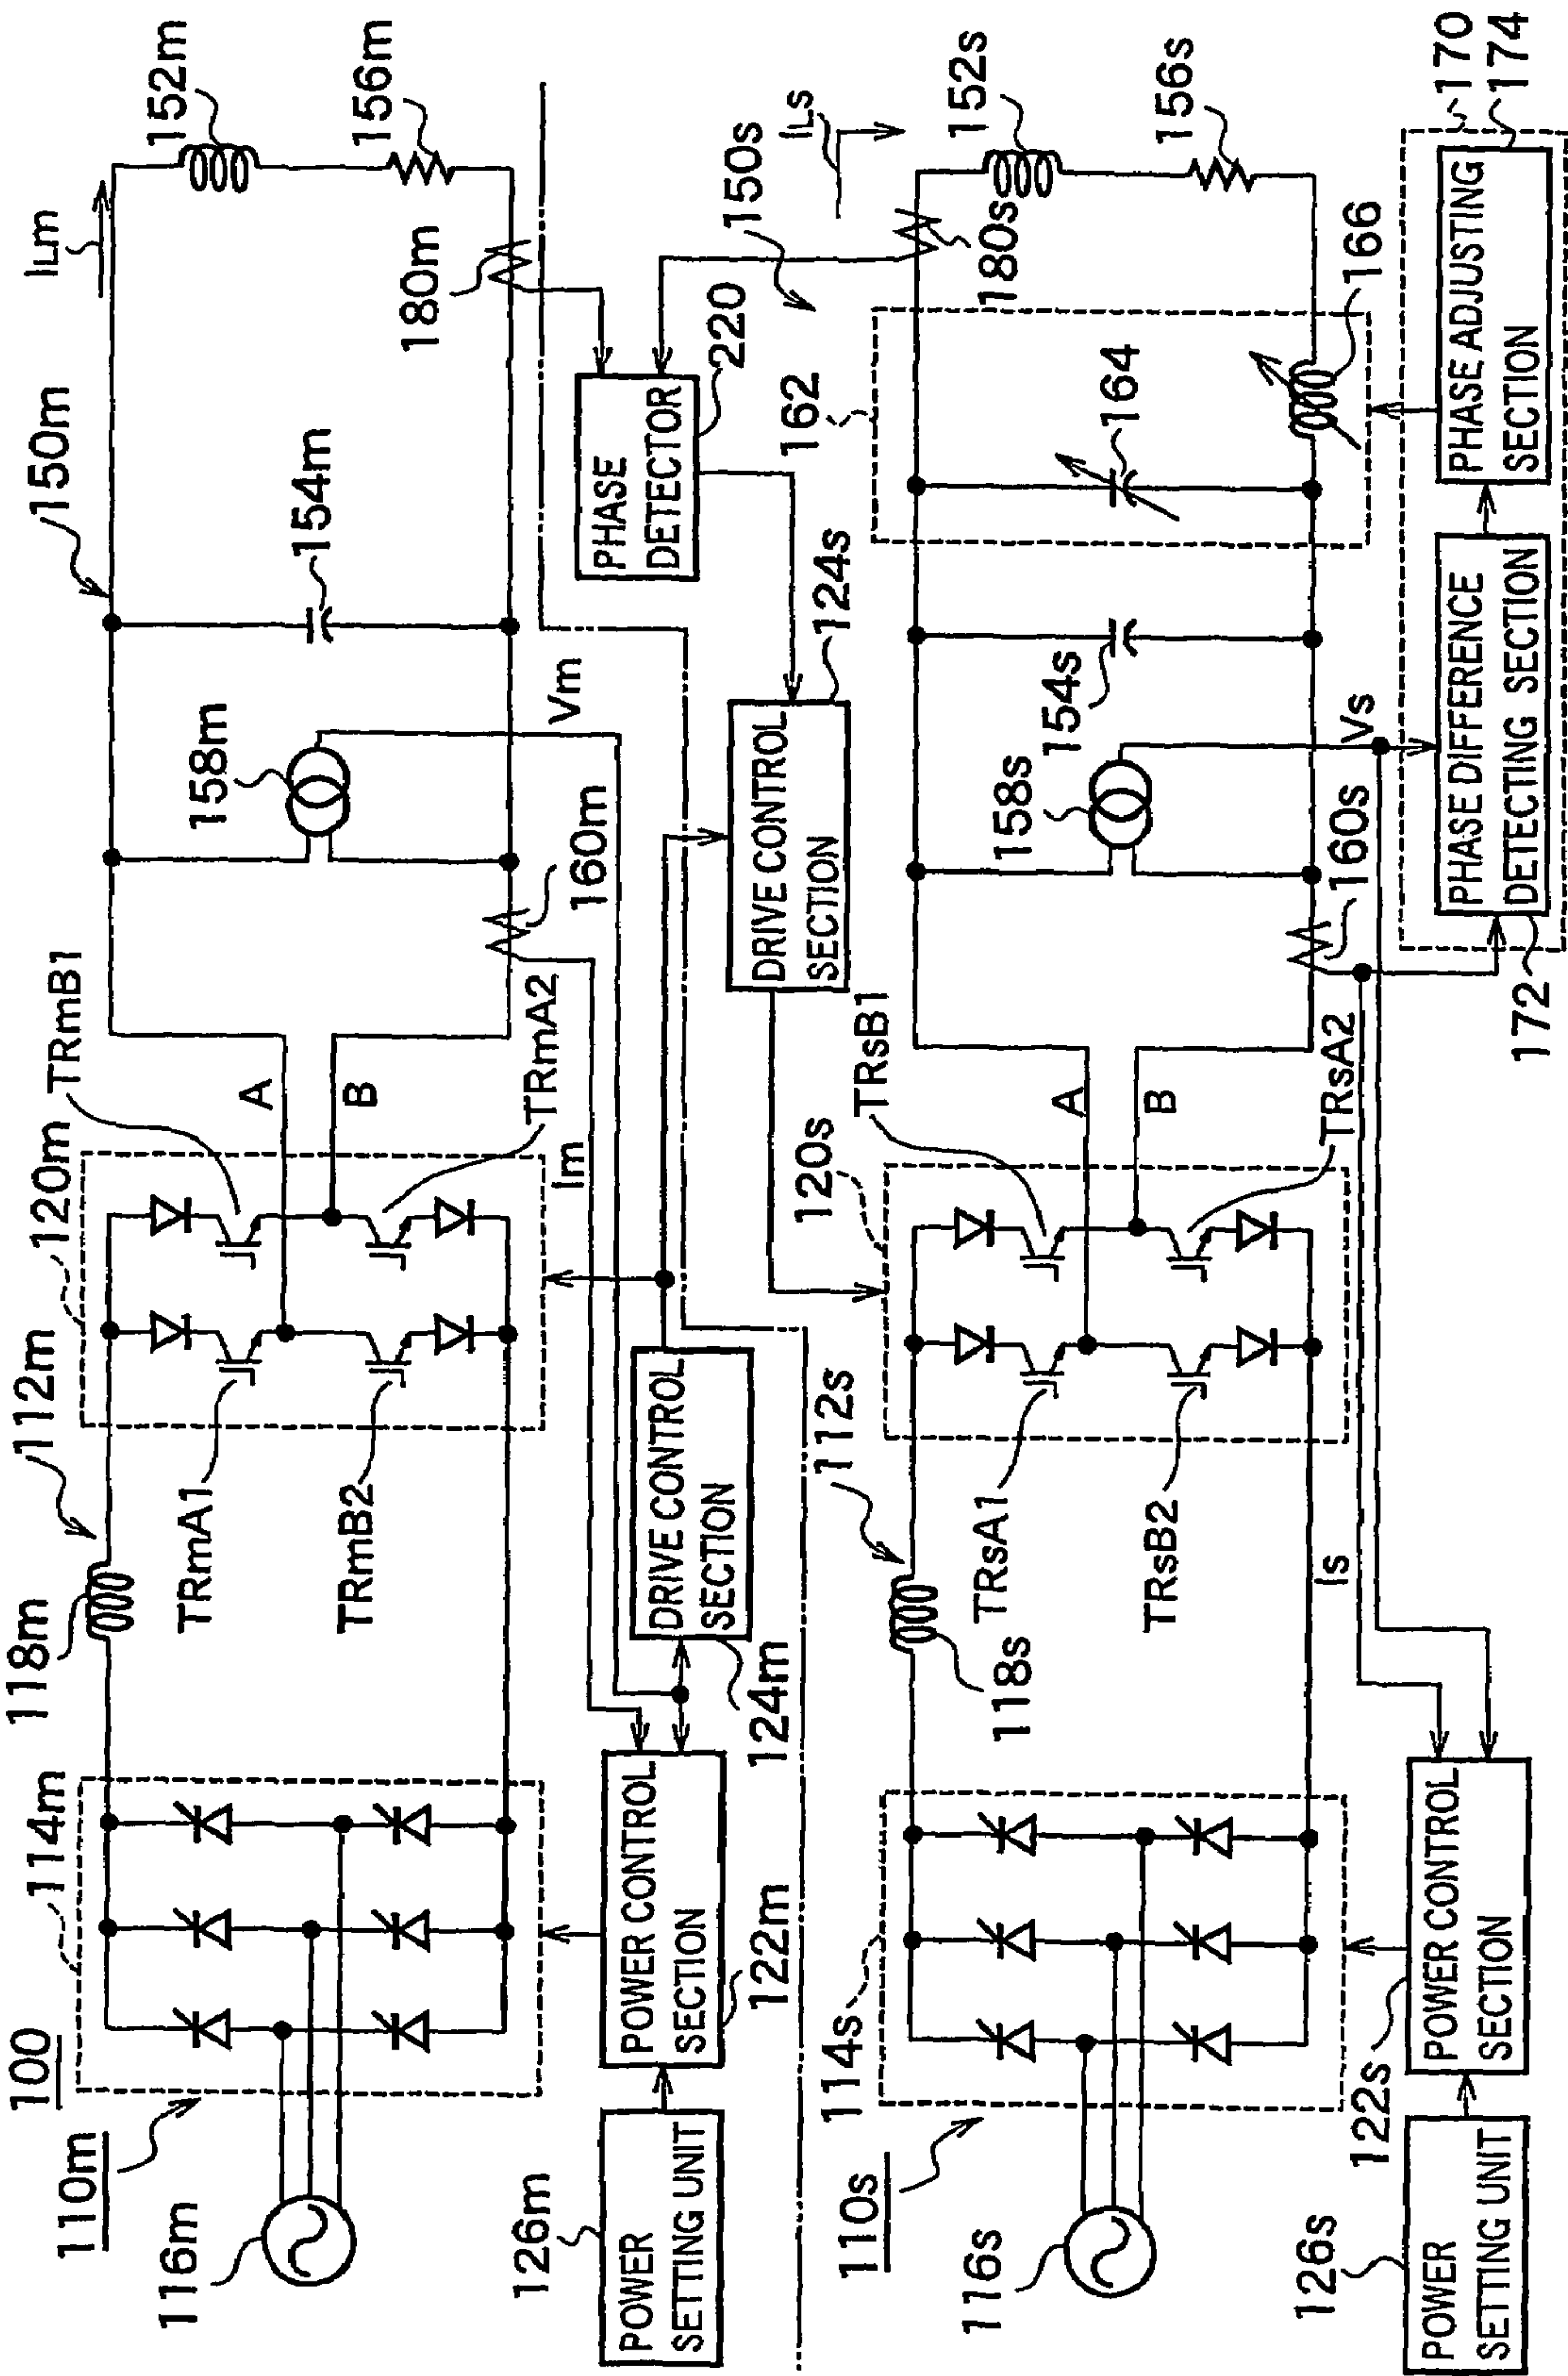 100
110m
114m
118m
112m
120m
TRmB1
A
B
TRmA2
TRmA1
TRmB2
Im
116m
126m
POWER
SETTING UNIT
POWER CONTROL
SECTION
122m
DRIVE CONTROL
SECTION
124m
158m
Vm
160m
150m
154m
ILm
152m
156m
180m
PHASE
DETECTOR
220
DRIVE CONTROL
SECTION
124s
110s
114s
118s
112s
120s
TRsB1
A
B
TRsA2
TRsA1
TRsB2
Is
116s
126s
POWER
SETTING UNIT
POWER CONTROL
SECTION
122s
158s
Vs
160s
154s
162
164
166
150s
ILs
152s
156s
180s
PHASE DIFFERENCE
DETECTING SECTION
172
PHASE ADJUSTING
SECTION
170
174